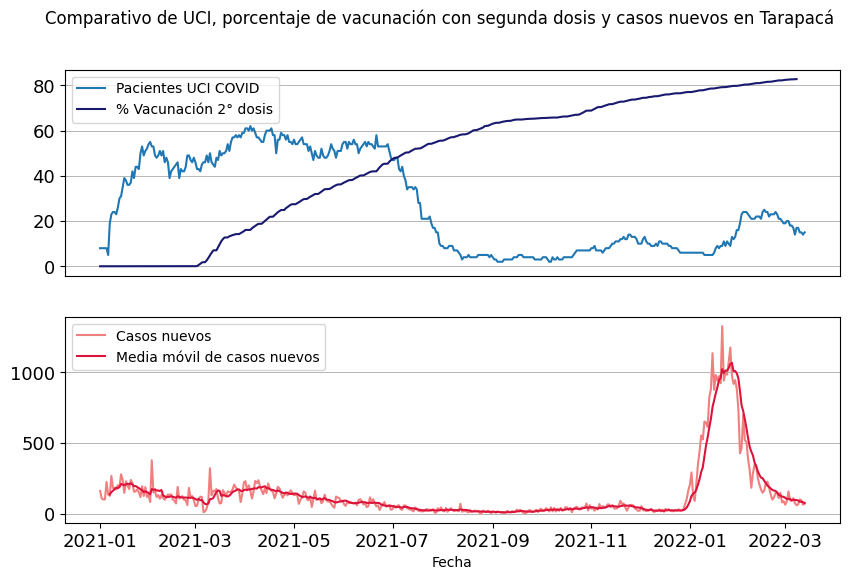 Comparativo de UCI, porcentaje de vacunación con segunda dosis y casos nuevos en Tarapacá
80
60
40
20
0
Pacientes UCI COVID
% Vacunación 2° dosis
1000
500
0
Casos nuevos
Media móvil de casos nuevos
2021-01 2021-03 2021-05 2021-07 2021-09 2021-11 2022-01 2022-03
Fecha